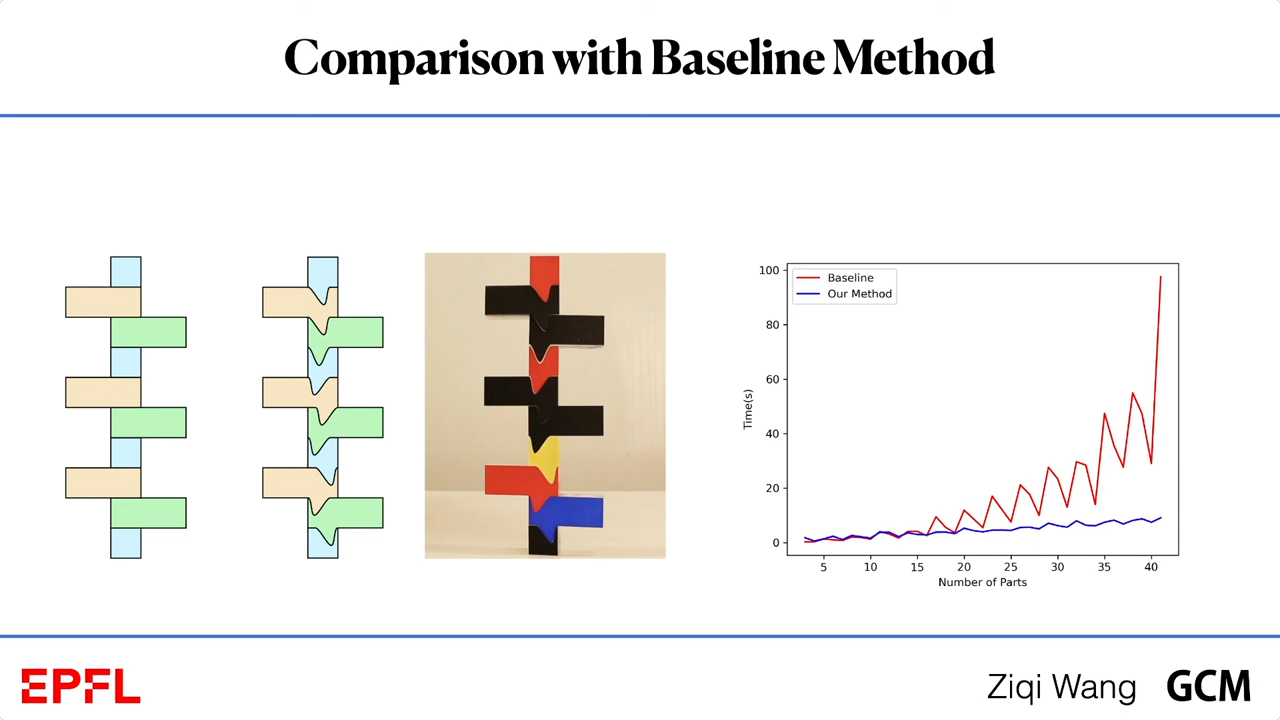 Comparison with Baseline Method
Baseline
Our Method
100
80
60
40
20
0
Time(s)
5 10 15 20 25 30 35 40
Number of Parts
EPFL
Ziqi Wang GCM